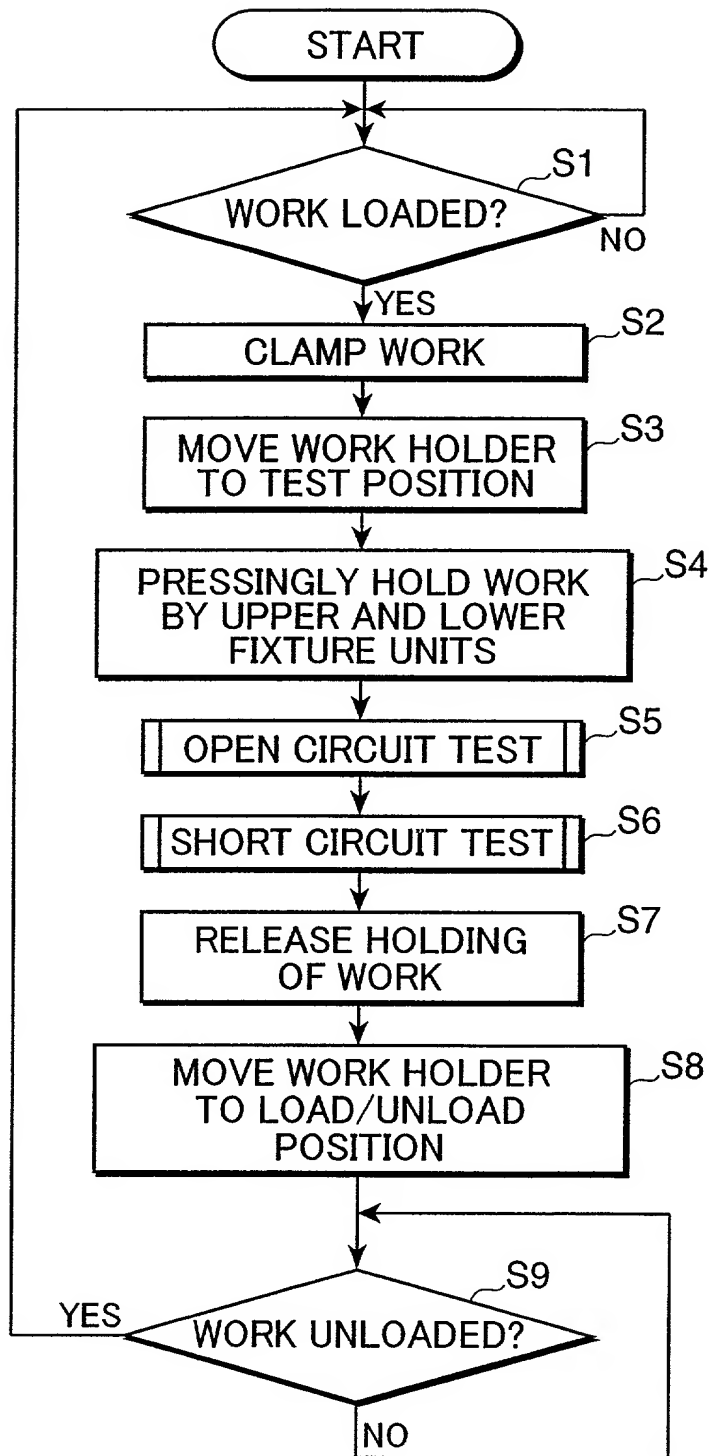 START
S1
WORK LOADED?
NO
YES
S2
CLAMP WORK
S3
MOVE WORK HOLDER
TO TEST POSITION
S4
PRESSINGLY HOLD WORK
BY UPPER AND LOWER
FIXTURE UNITS
S5
OPEN CIRCUIT TEST
S6
SHORT CIRCUIT TEST
S7
RELEASE HOLDING
OF WORK
S8
MOVE WORK HOLDER
TO LOAD/UNLOAD
POSITION
S9
YES
WORK UNLOADED?
NO